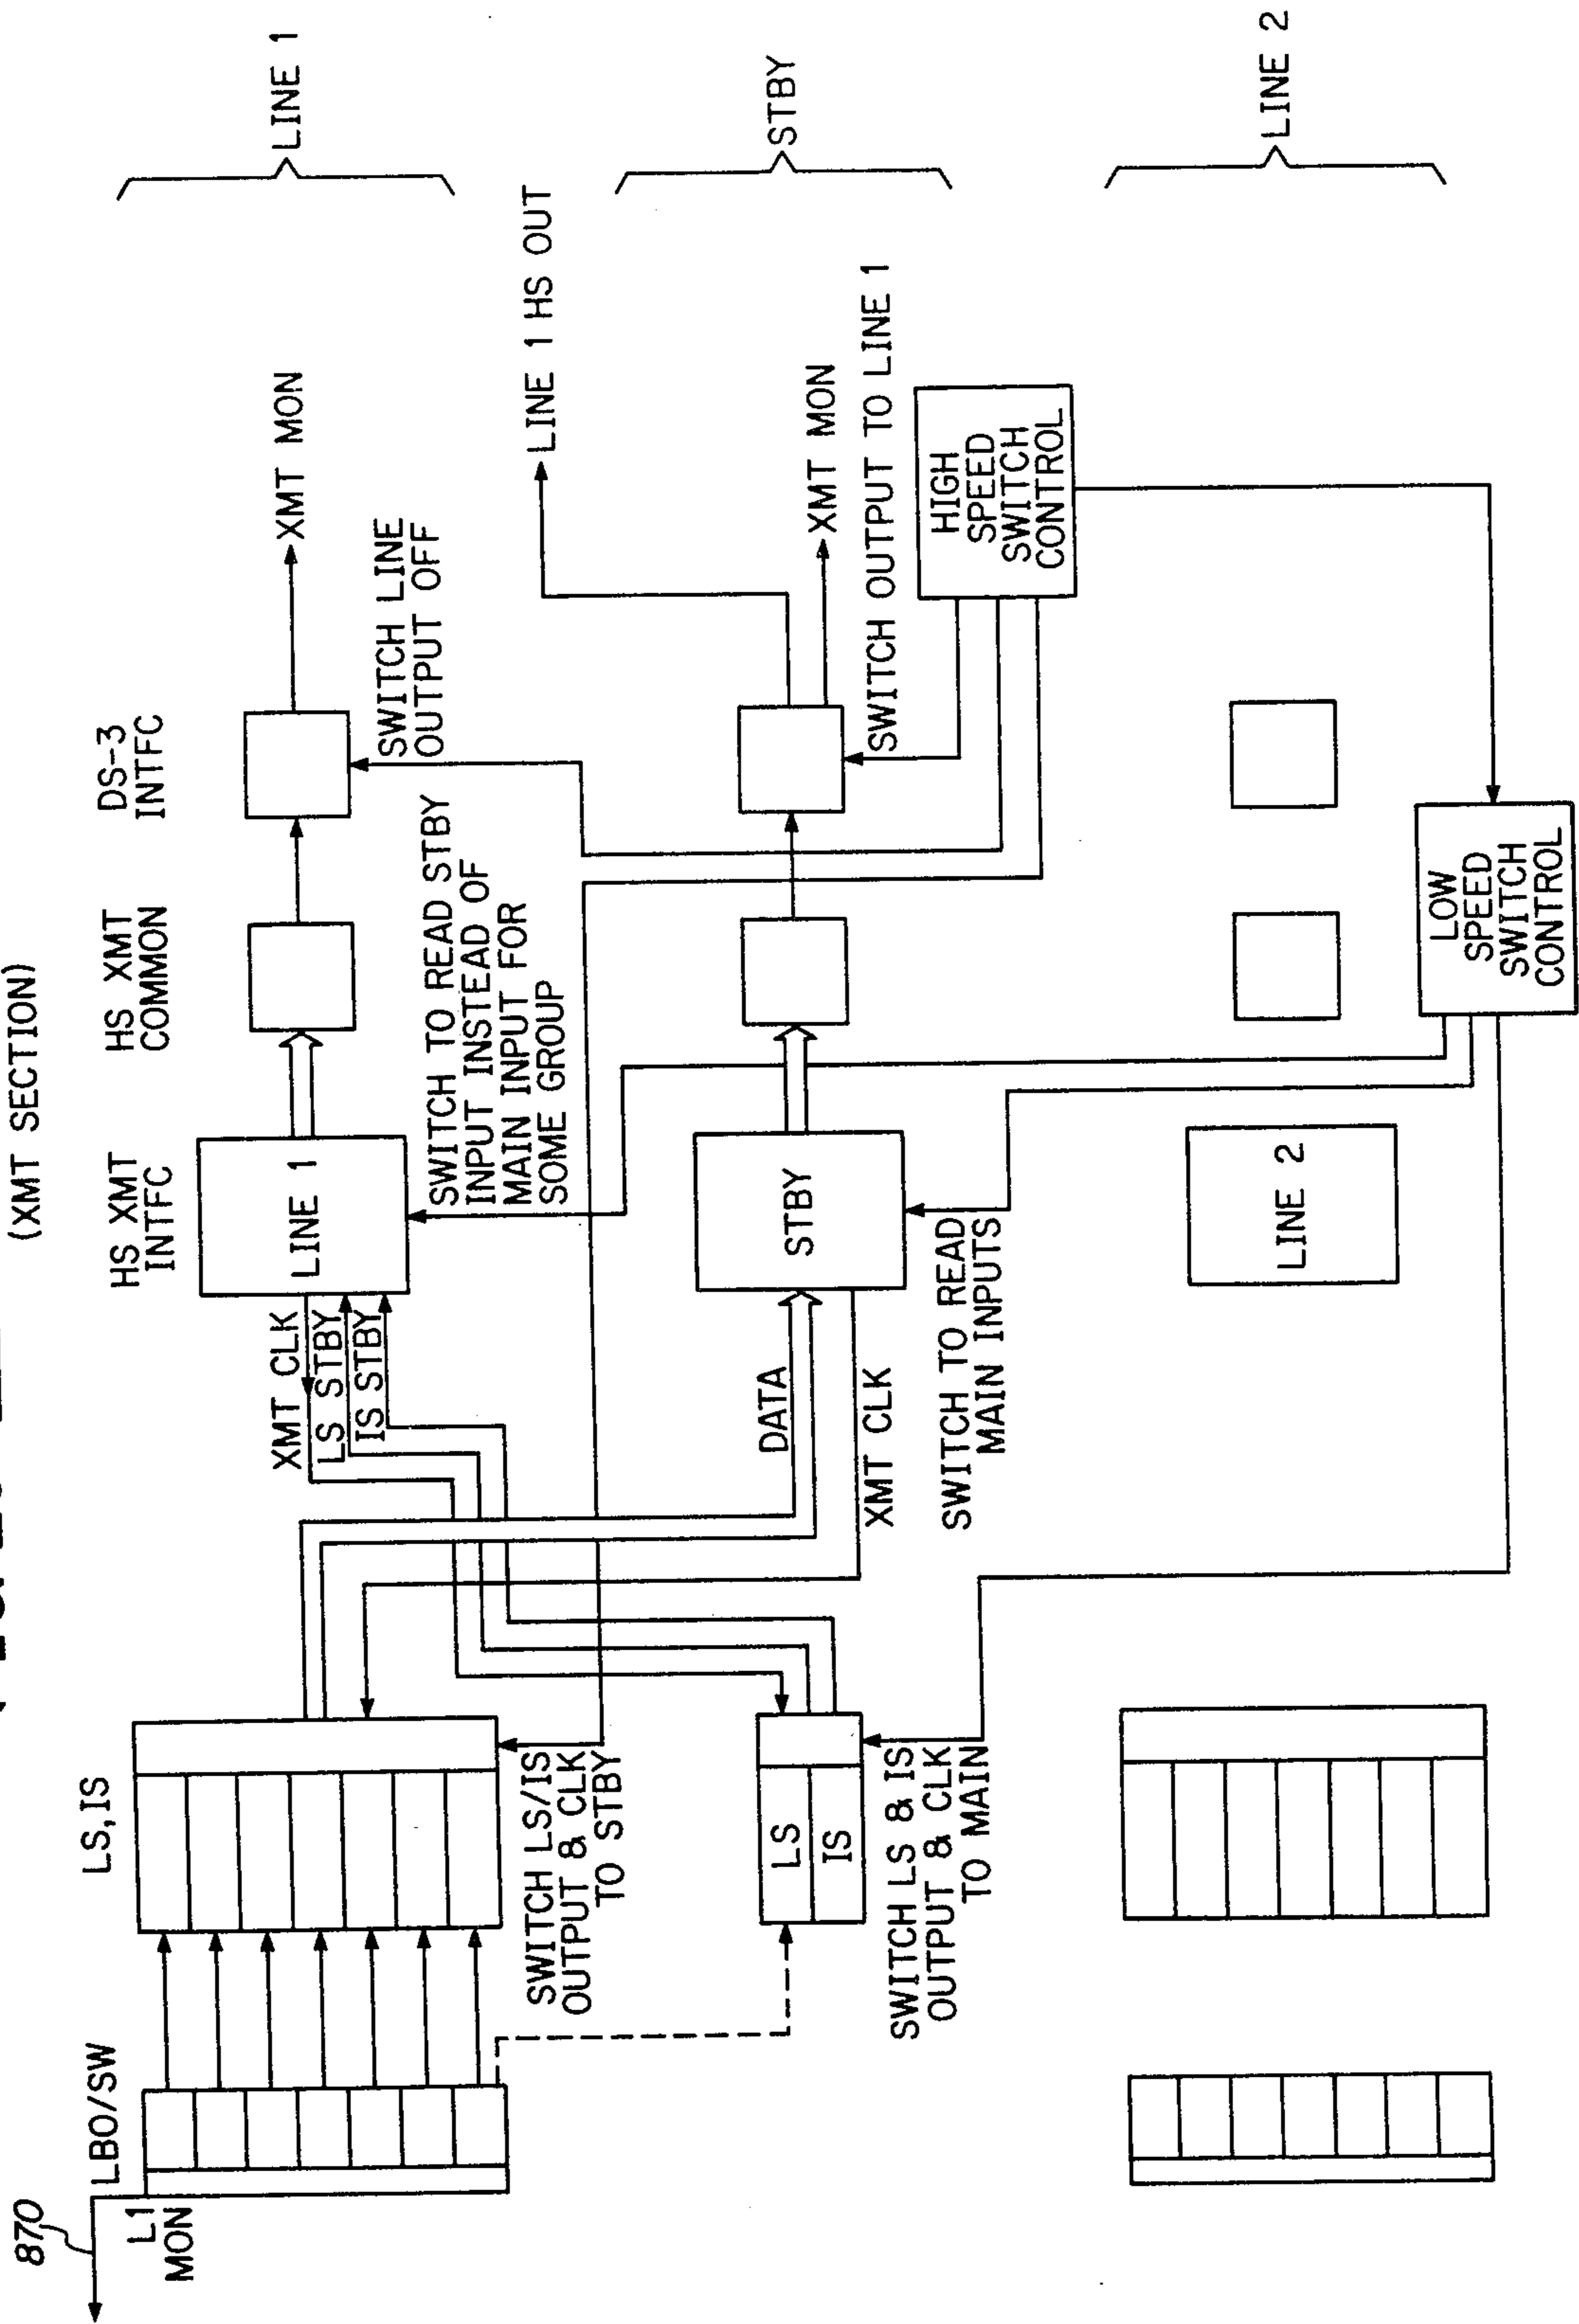 (XMT SECTION)
870
L1
MON
LBO/SW
LS,IS
HS XMT
INTFC
HS XMT
COMMON
DS-3
INTFC
LINE 1
XMT CLK
LS STBY
IS STBY
LINE 1
XMT MON
SWITCH LINE
OUTPUT OFF
SWITCH TO READ STBY
INPUT INSTEAD OF
MAIN INPUT FOR
SOME GROUP
LINE 1 HS OUT
SWITCH LS/IS
OUTPUT & CLK
TO STBY
STBY
LS
IS
DATA
XMT CLK
STBY
XMT MON
SWITCH OUTPUT TO LINE 1
SWITCH LS & IS
OUTPUT & CLK
TO MAIN
SWITCH TO READ
MAIN INPUTS
HIGH
SPEED
SWITCH
CONTROL
LINE 2
LINE 2
LOW
SPEED
SWITCH
CONTROL